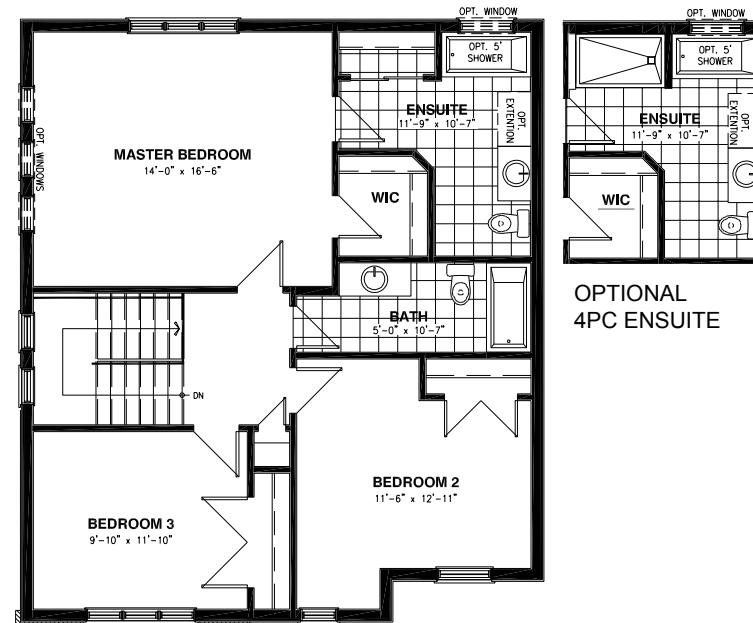 OPT. WINDOW
OPT. 5'
SHOWER
ENSUITE
11'-9" x 10'-7"
OPT.
EXTENTION
OPT. WINDOWS
MASTER BEDROOM
14'-0" x 16'-6"
WIC
BATH
5'-0" x 10'-7"
DN
BEDROOM 2
11'-6" x 12'-11"
BEDROOM 3
9'-10" x 11'-10"
OPT. WINDOW
OPT. 5'
SHOWER
ENSUITE
11'-9" x 10'-7"
OPT.
EXTENTION
WIC
OPTIONAL
4PC ENSUITE